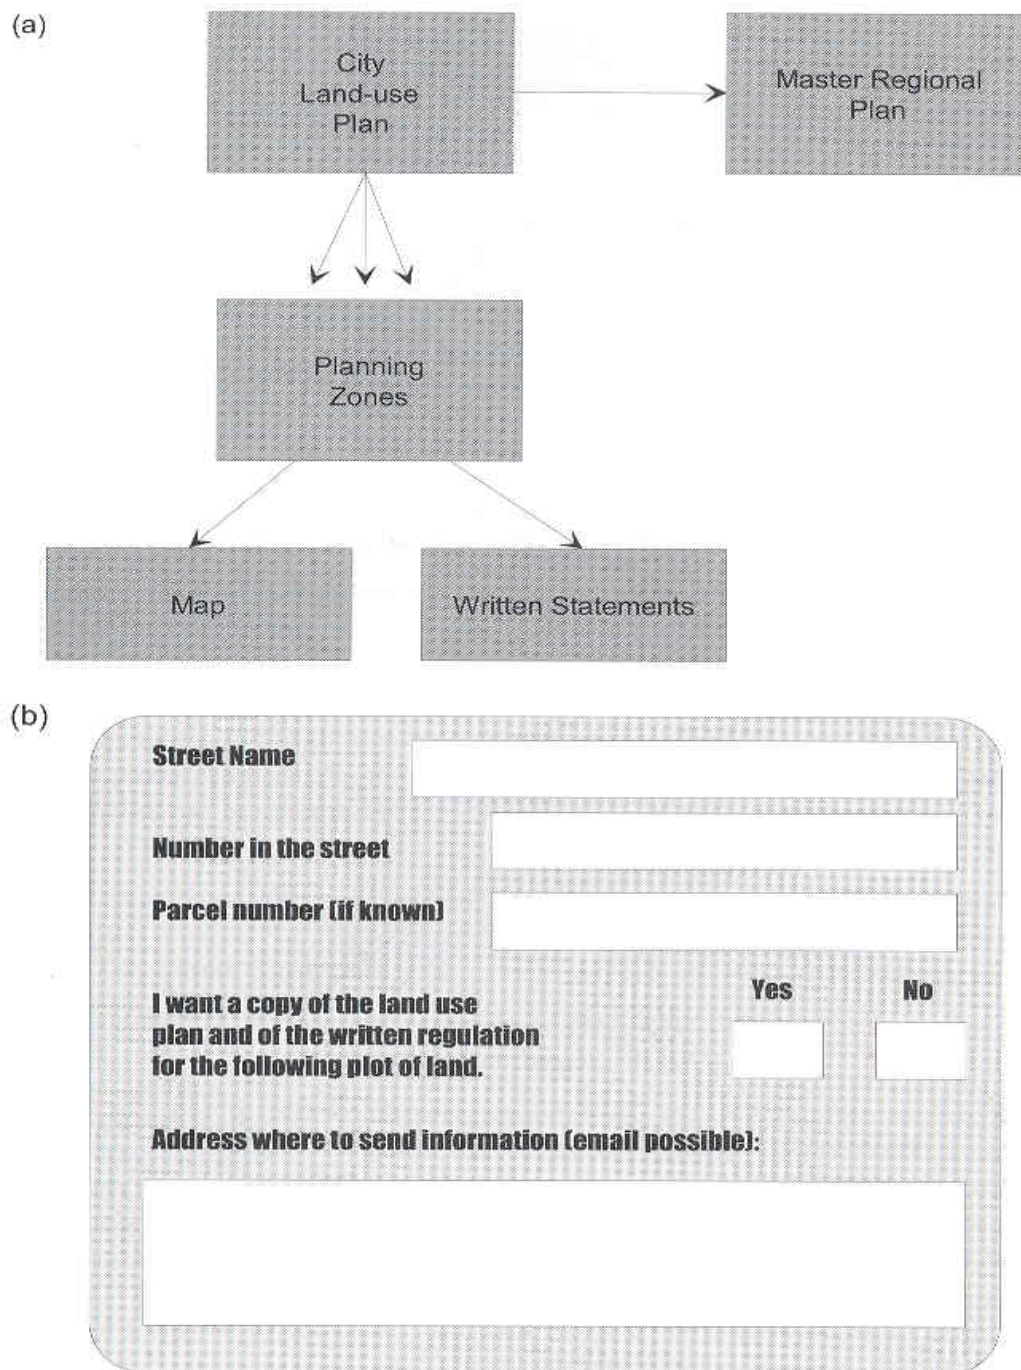 (a)
City
Land-use
Plan
Master Regional
Plan
Planning
Zones
Map
Written Statements
(b)
Street Name
Number in the street
Parcel number (if known)
Yes
No
I want a copy of the land use
plan and of the written regulation
for the following plot of land.
Address where to send information (email possible):